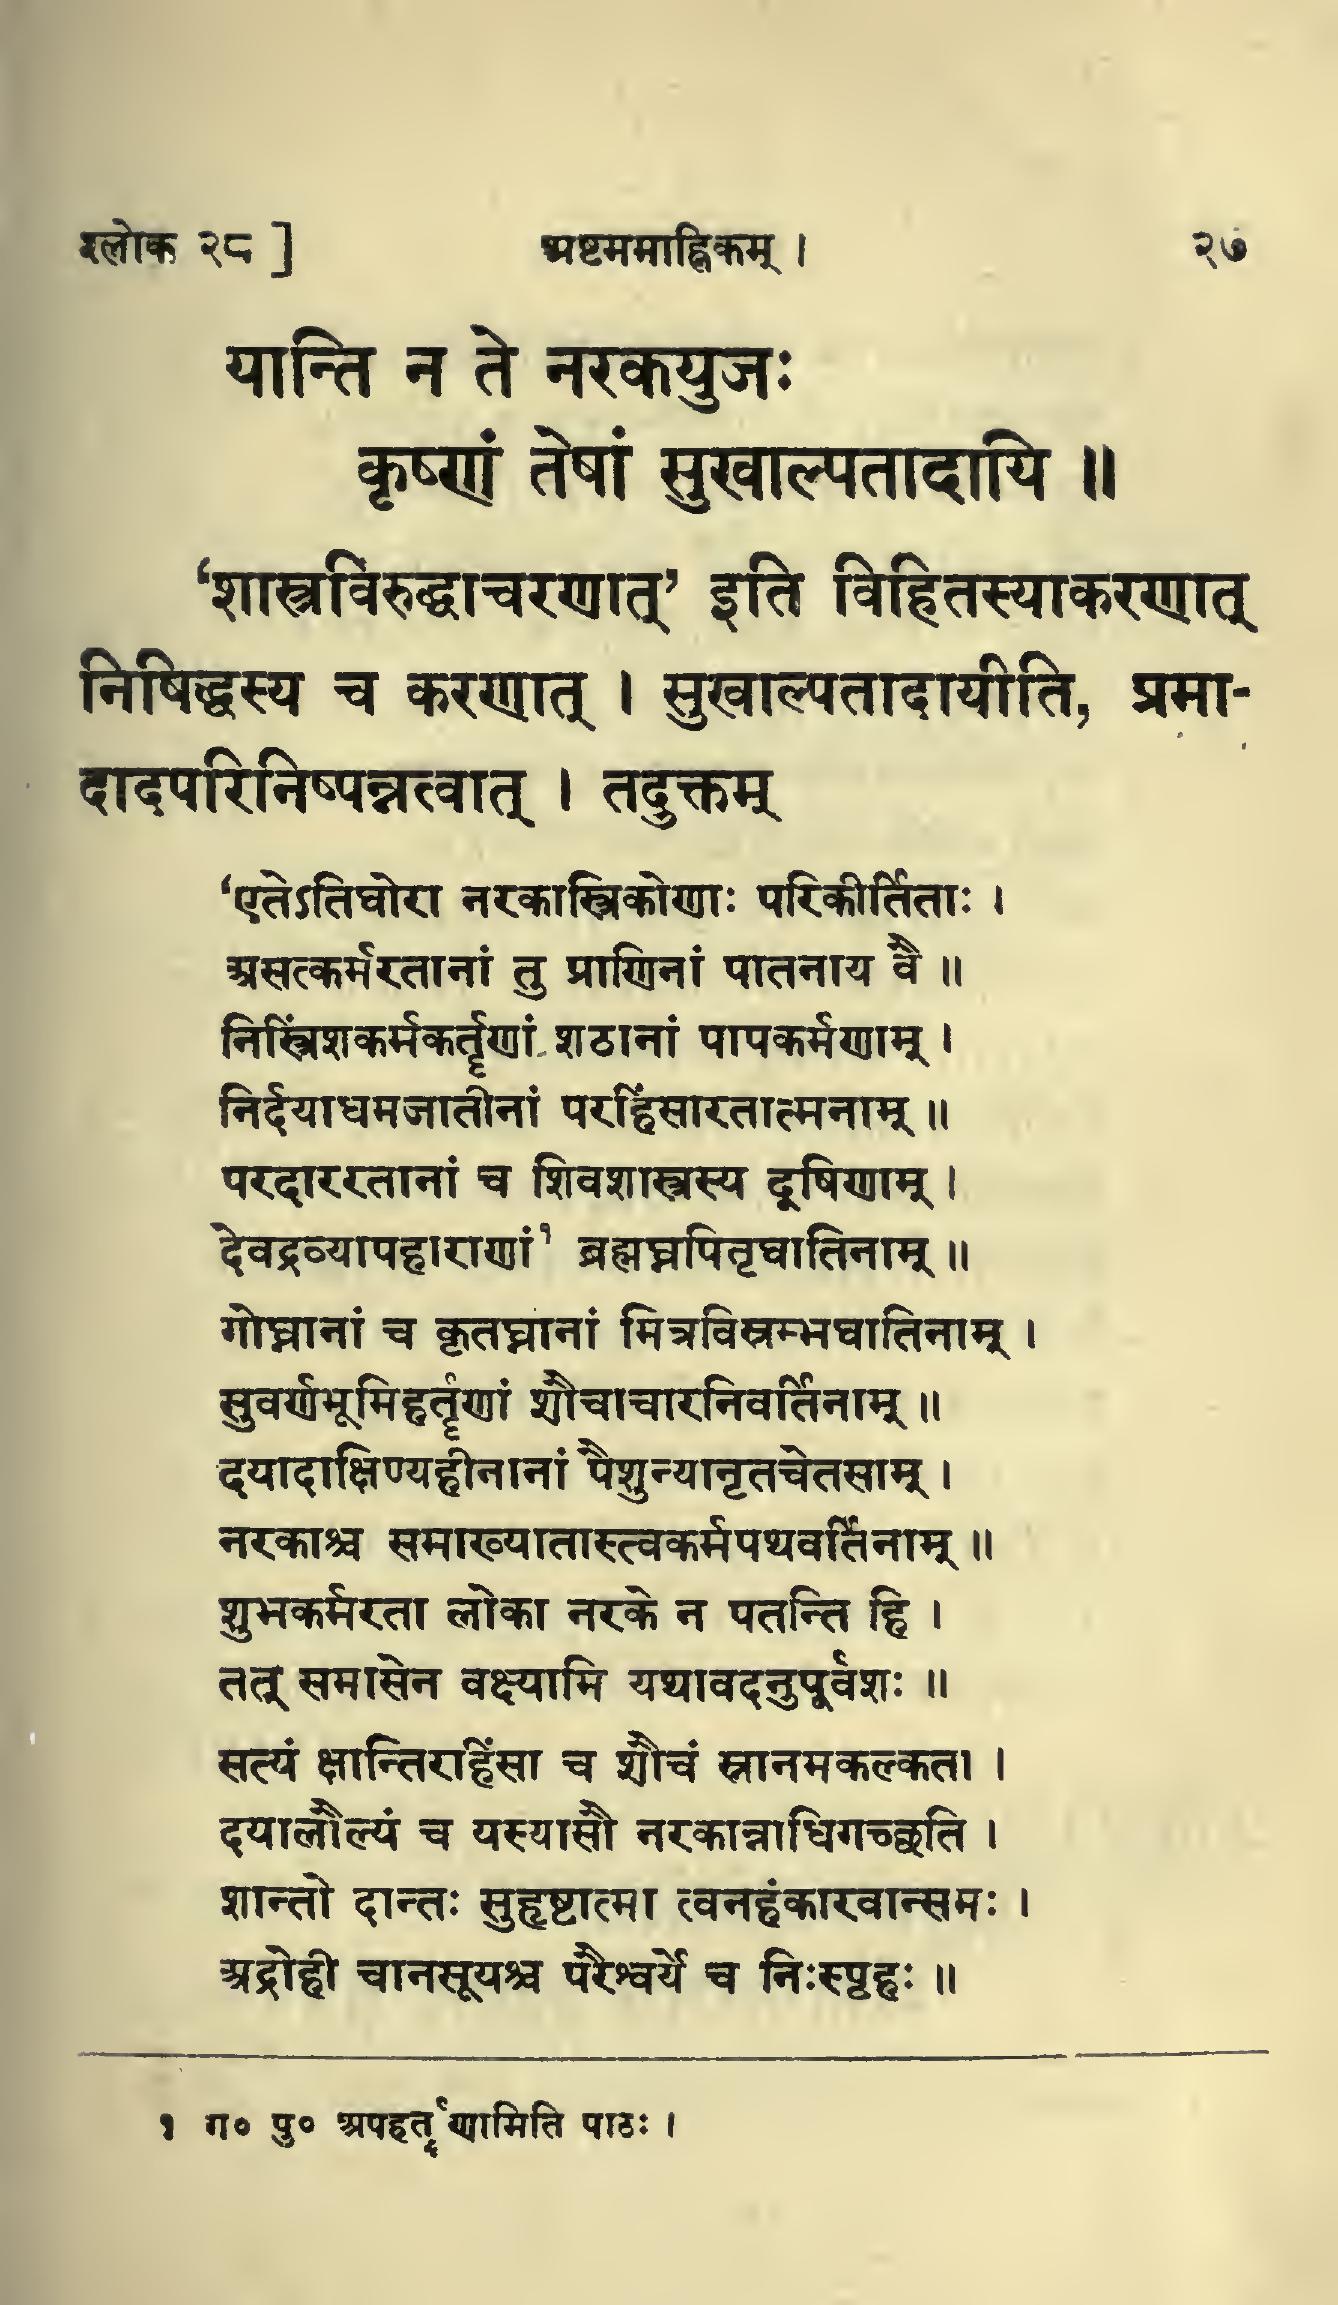 श्लोक २८ ] अष्टममाह्निकम् । २७
यान्ति न ते नरकयुजः
कृष्णं तेषां सुखाल्पतादायि ॥
‘शास्त्रविरुद्धाचरणात्’ इति विहितस्याकरणात्
निषिद्धस्य च करणात् । सुखाल्पतादायीति, प्रमा-
दादपरिनिष्पन्नत्वात् । तदुक्तम्
‘एतेऽतिघोरा नरकास्त्रिकोणाः परिकीर्तिताः ।
असत्कर्मरतानां तु प्राणिनां पातनाय वै ॥
निस्त्रिंशकर्मकर्तॄणां शठानां पापकर्मणाम् ।
निर्दयाधमजातीनां परहिंसारतात्मनाम् ॥
परदाररतानां च शिवशास्त्रस्य दूषिणाम् ।
देवद्रव्यापहाराणां१ ब्रह्मघ्नपितृघातिनाम् ॥
गोघ्नानां च कृतघ्नानां मित्रविस्रम्भघातिनाम् ।
सुवर्णभूमिहर्तॄणां शौचाचारनिवर्तिनाम् ॥
दयादाक्षिण्यहीनानां पैशुन्यानृतचेतसाम् ।
नरकाश्च समाख्यातास्त्वकर्मपथवर्तिनाम् ॥
शुभकर्मरता लोका नरके न पतन्ति हि ।
तत् समासेन वक्ष्यामि यथावदनुपूर्वशः ॥
सत्यं क्षान्तिरहिंसा च शौचं स्नानमकल्कता ।
दयालौल्यं च यस्यासौ नरकान्नाधिगच्छति ।
शान्तो दान्तः सुहृष्टात्मा त्वनहंकारवान्समः ।
अद्रोही चानसूयश्च परैश्वर्ये च निःस्पृहः ॥
१ ग० पु० अपहर्तॄणामिति पाठः ।